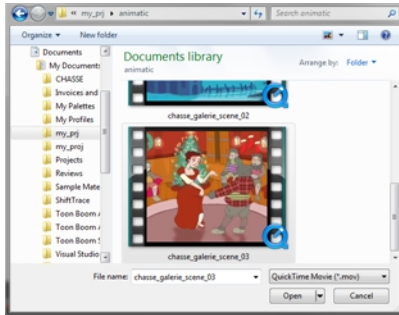 « my_prj ▸ animatic
Search animatic
Organize
New folder
Documents
My Documents
CHASSE
Invoices and
My Palettes
My Profiles
my_prj
my_proj
Projects
Reviews
Sample Mate
ShiftTrace
Toon Boom A
Toon Boom
Toon Boom S
Visual Studio
Documents library
animatic
Arrange by: Folder
chasse_galerie_scene_02
chasse_galerie_scene_03
File name: chasse_galerie_scene_03
QuickTime Movie (*.mov)
Open
Cancel